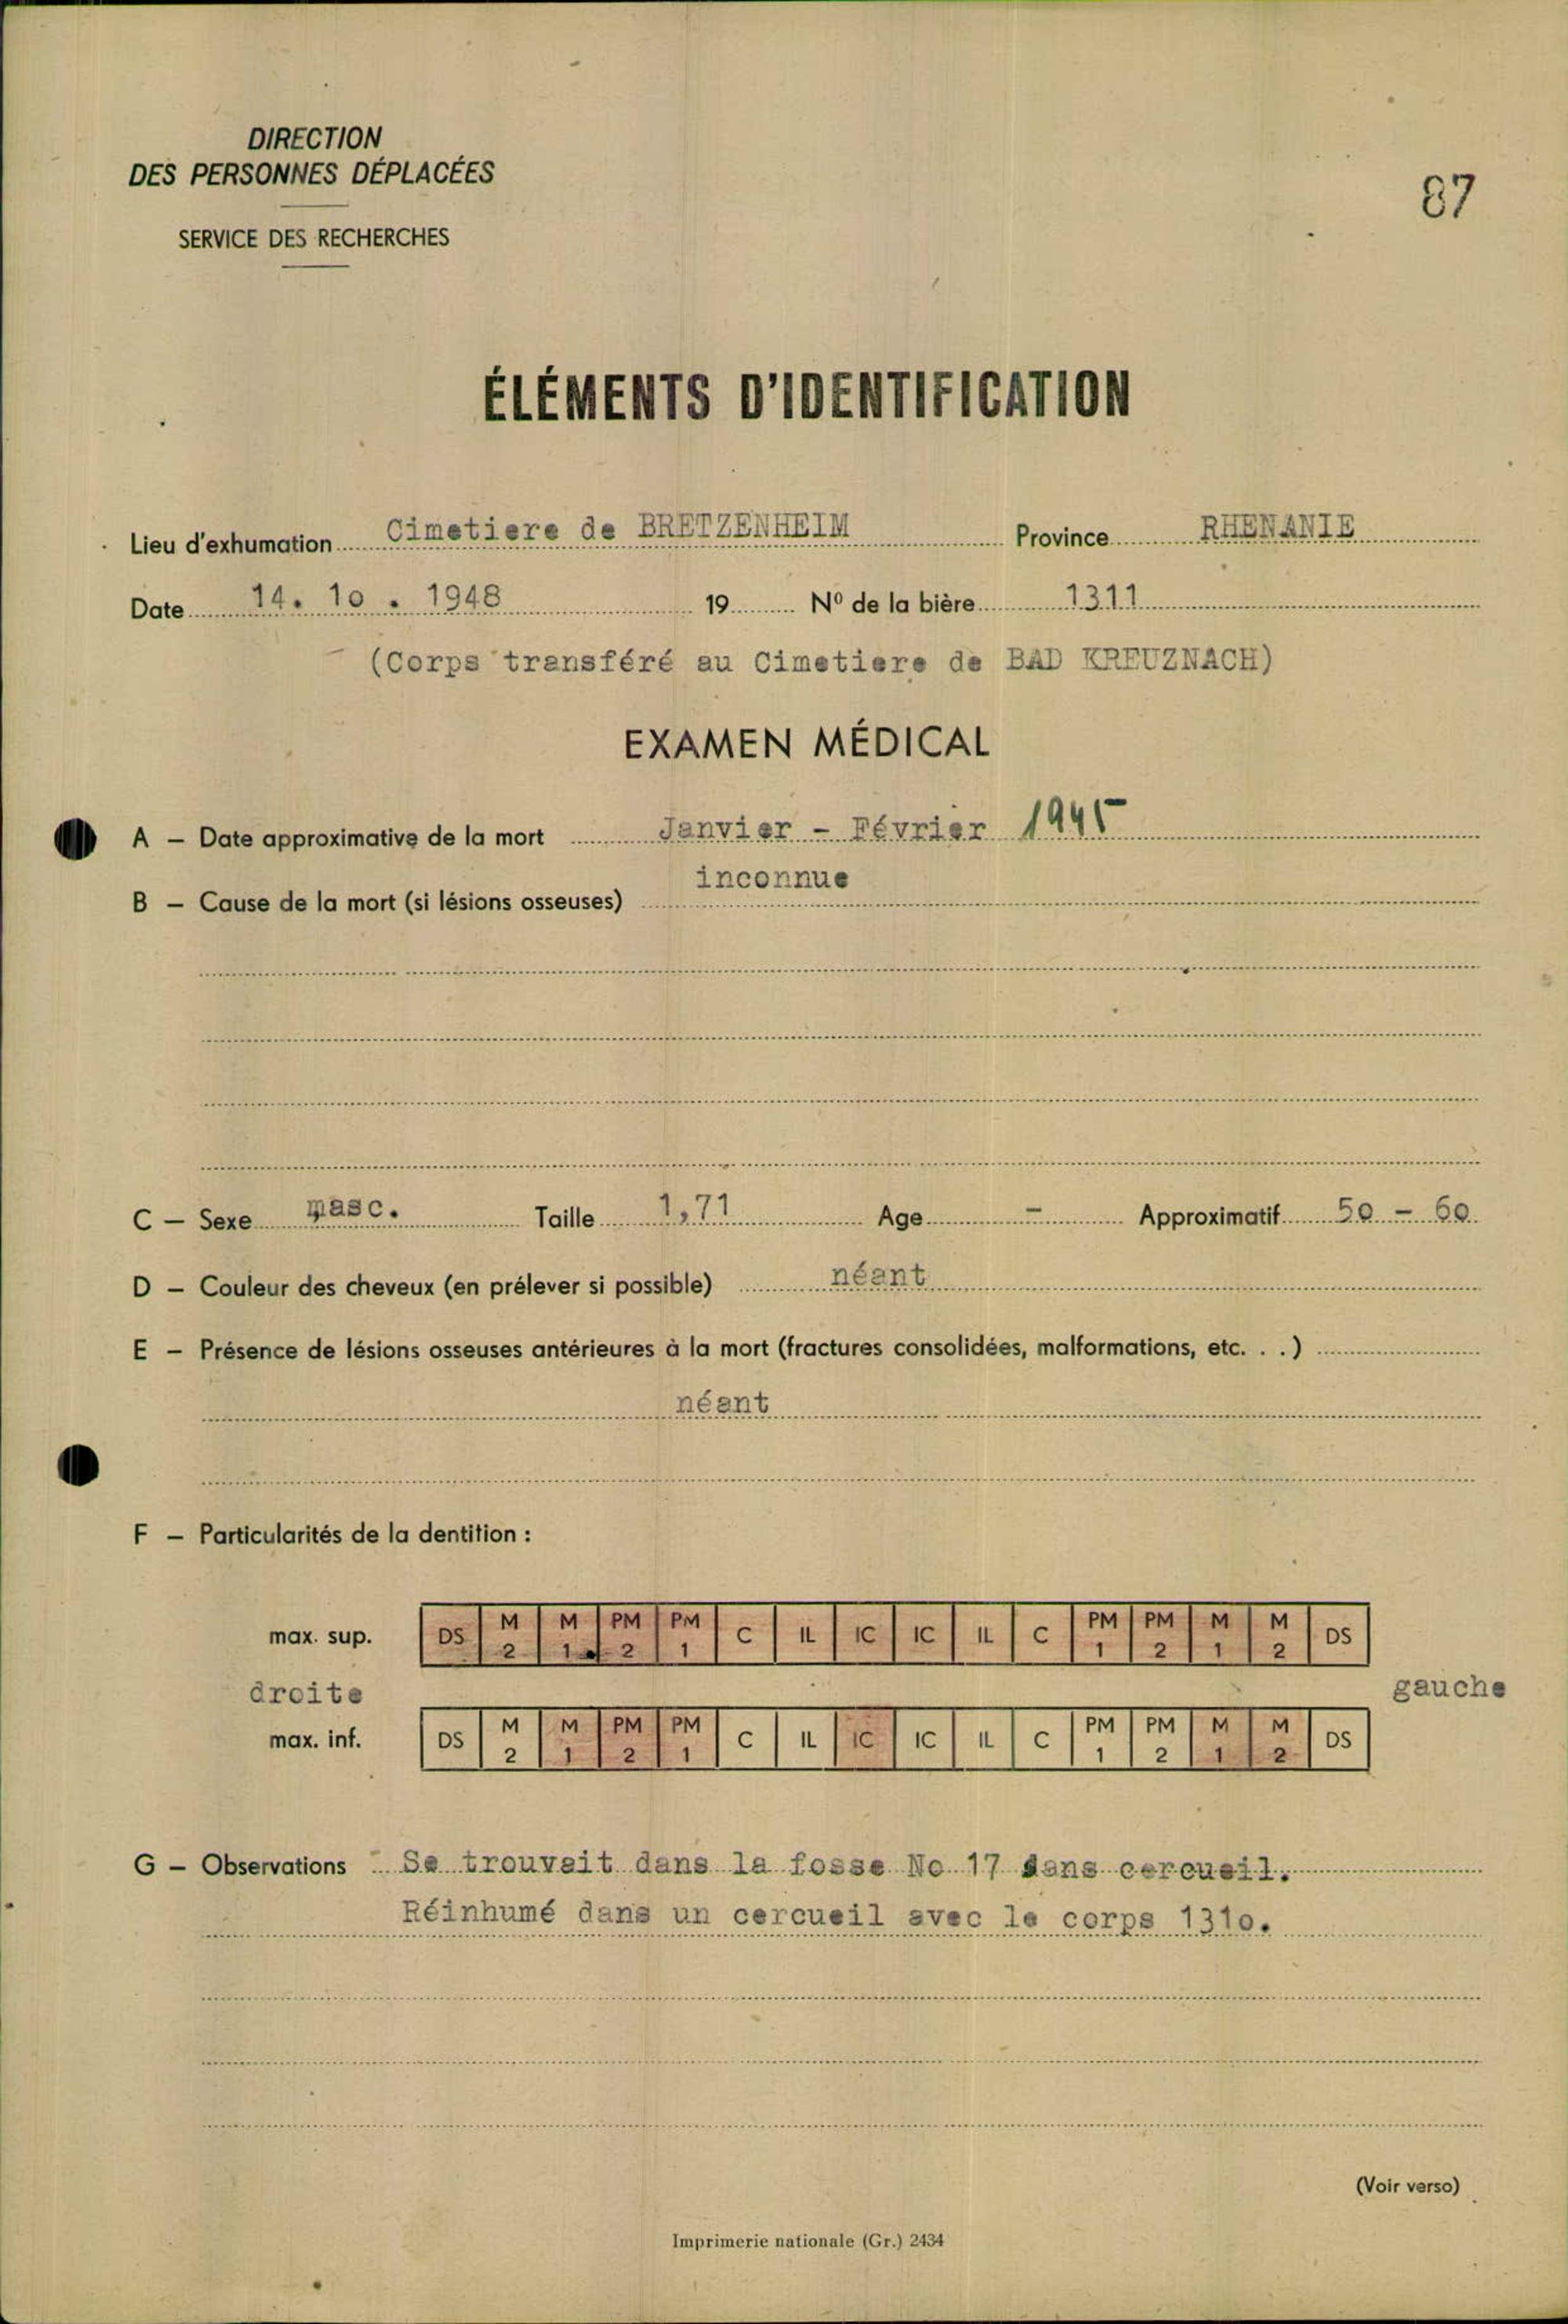 DIRECTION
DES PERSONNES DÉPLACÉES
SERVICE DES RECHERCHES
87
ÉLÉMENTS D'IDENTIFICATION
Lieu d'exhumation Cimetiere de BRETZENHEIM Province RHENANIE
Date 14. 1o . 1948 19 Nº de la bière 1311
(Corps transféré au Cimetiere de BAD KREUZNACH)
EXAMEN MÉDICAL
A – Date approximative de la mort Janvier - Février 1945
B – Cause de la mort (si lésions osseuses) inconnue
C – Sexe masc. Taille 1,71 Age - Approximatif 5o - 6o
D – Couleur des cheveux (en prélever si possible) néant
E – Présence de lésions osseuses antérieures à la mort (fractures consolidées, malformations, etc. . .)
néant
F – Particularités de la dentition :
max. sup. DS M 2 M 1 PM 2 PM 1 C IL IC IC IL C PM 1 PM 2 M 1 M 2 DS
droite gauche
max. inf. DS M 2 M 1 PM 2 PM 1 C IL IC IC IL C PM 1 PM 2 M 1 M 2 DS
G – Observations Se trouvait dans la fosse No 17 sans cercueil.
Réinhumé dans un cercueil avec le corps 131o.
(Voir verso)
Imprimerie nationale (Gr.) 2434